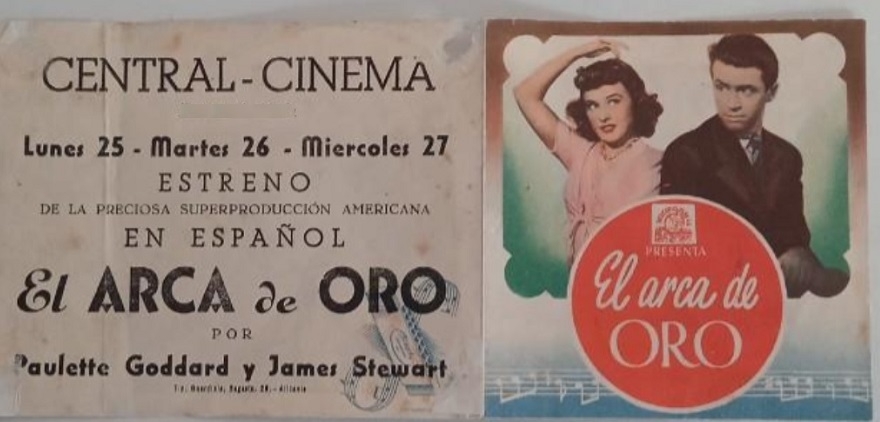 CENTRAL-CINEMA
Lunes 25 - Martes 26 - Miercoles 27
ESTRENO
DE LA PRECIOSA SUPERPRODUCCIÓN AMERICANA
EN ESPAÑOL
El ARCA de ORO
POR
Paulette Goddard y James Stewart
PRESENTA
El arca de
ORO